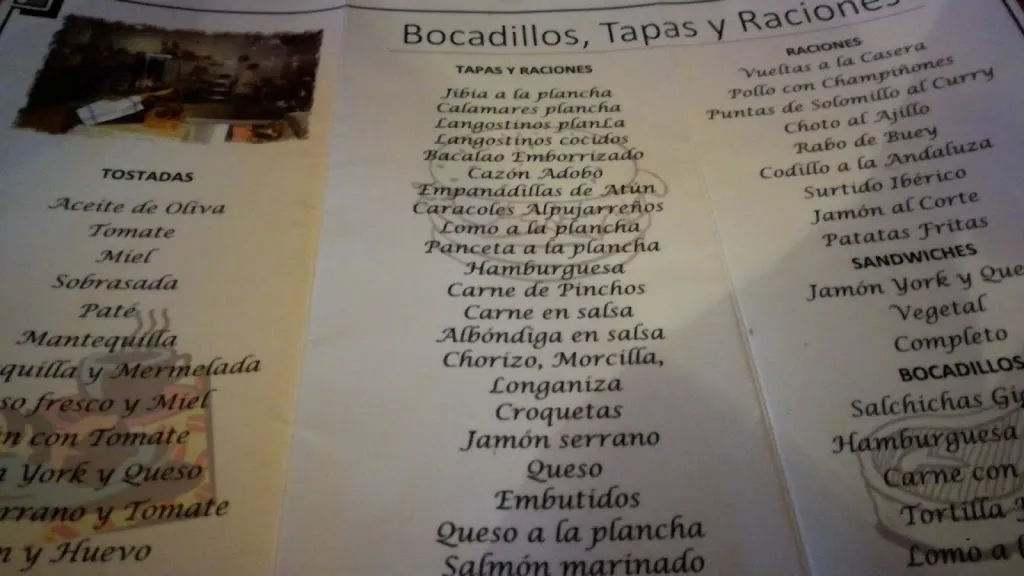 Bocadillos, Tapas y Raciones
TOSTADAS
Aceite de Oliva
Tomate
Miel
Sobrasada
Paté
Mantequilla
quilla y Mermelada
so fresco y Miel
n con Tomate
York y Queso
rrano y Tomate
n y Huevo
TAPAS Y RACIONES
Jibia a la plancha
Calamares plancha
Langostinos planLa
Langostinos cocidos
Bacalao Emborrizado
Cazón Adobo
Empanadillas de Atún
Caracoles Alpujarreños
Lomo a la plancha
Panceta a la plancha
Hamburguesa
Carne de Pinchos
Carne en salsa
Albóndiga en salsa
Chorizo, Morcilla,
Longaniza
Croquetas
Jamón serrano
Queso
Embutidos
Queso a la plancha
Salmón marinado
RACIONES
Vueltas a la Casera
Pollo con Champiñones
Puntas de Solomillo al Curry
Choto al Ajillo
Rabo de Buey
Codillo a la Andaluza
Surtido Ibérico
Jamón al Corte
Patatas Fritas
SANDWICHES
Jamón York y Que
Vegetal
Completo
BOCADILLOS
Salchichas Gi
Hamburguesa
Carne con
Tortilla
Lomo a l